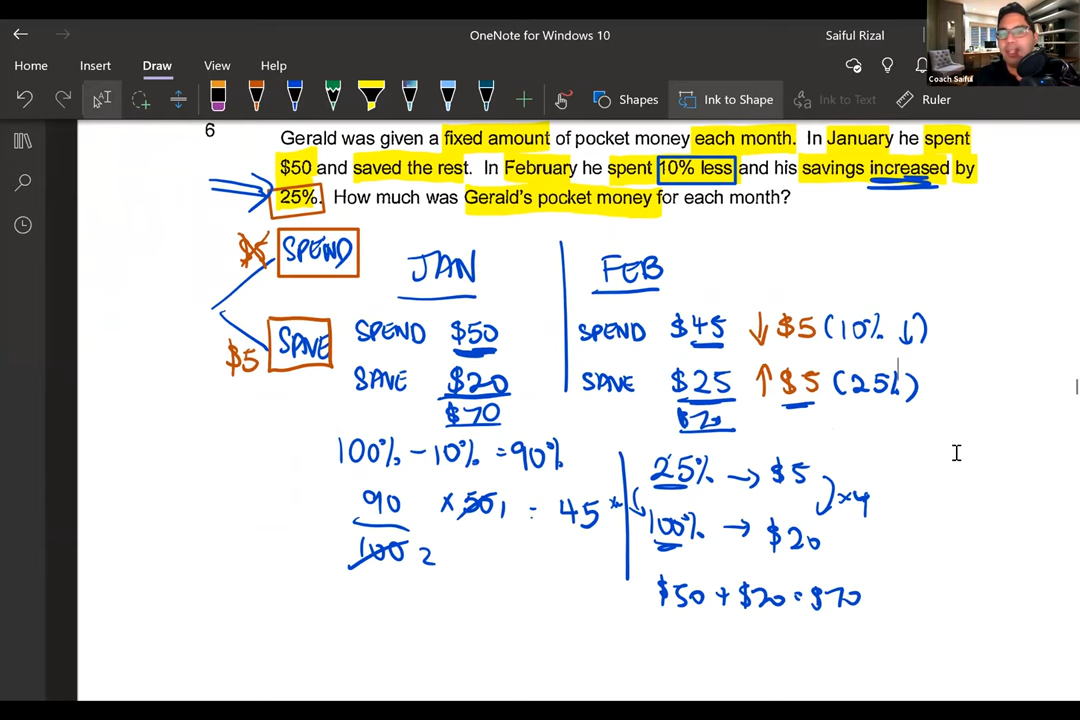 OneNote for Windows 10
Saiful Rizal
Coach Saiful
Home Insert Draw View Help
Shapes Ink to Shape Ink to Text Ruler
6
Gerald was given a fixed amount of pocket money each month. In January he spent
$50 and saved the rest. In February he spent 10% less and his savings increased by
25%. How much was Gerald's pocket money for each month?
$5 SPEND JAN FEB
SPEND $50 SPEND $45 ↓ $5 (10% ↓)
$5 SAVE SAVE $20 SAVE $25 ↑ $5 (25%)
$70 $70
100% - 10% = 90%
25% → $5
90 × 50 1 = 45
×4
100 2
100% → $20
$50 + $20 = $70